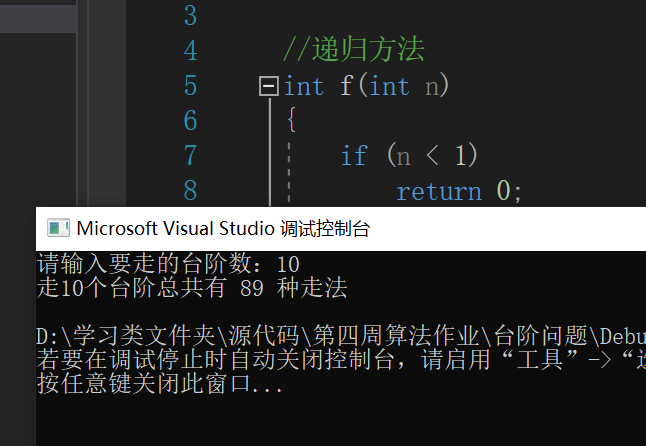 3
4 //递归方法
5 int f(int n)
6 {
7 if (n < 1)
8 return 0;
Microsoft Visual Studio 调试控制台
请输入要走的台阶数: 10
走10个台阶总共有 89 种走法
D:\学习类文件夹\源代码\第四周算法作业\台阶问题\Debu
若要在调试停止时自动关闭控制台，请启用“工具”->“选
按任意键关闭此窗口...